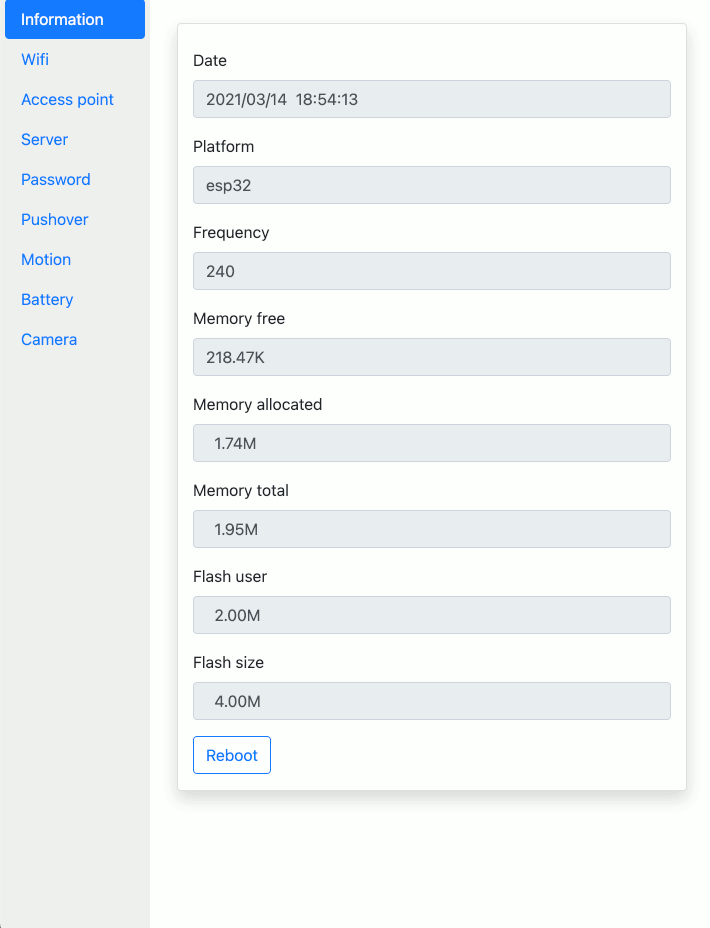 Information
Wifi
Access point
Server
Password
Pushover
Motion
Battery
Camera
Date
2021/03/14  18:54:13
Platform
esp32
Frequency
240
Memory free
218.47K
Memory allocated
1.74M
Memory total
1.95M
Flash user
2.00M
Flash size
4.00M
Reboot